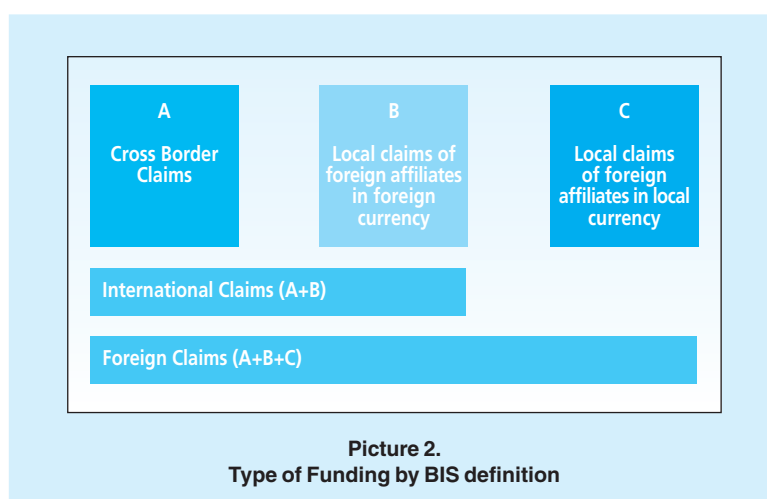 A
Cross Border
Claims
B
Local claims of
foreign affiliates
in foreign
currency
C
Local claims
of foreign
affiliates in local
currency
International Claims (A+B)
Foreign Claims (A+B+C)
Picture 2.
Type of Funding by BIS definition